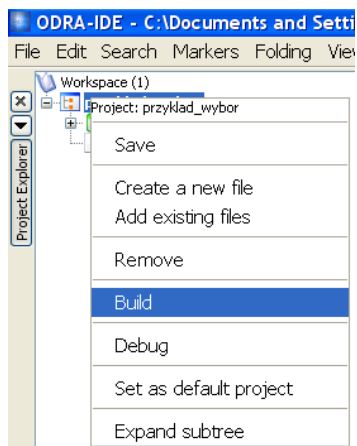 ODRA-IDE - C:\Documents and Setti
File Edit Search Markers Folding Vie
Workspace (1)
Project: przyklad_wybor
Project Explorer
Save
Create a new file
Add existing files
Remove
Build
Debug
Set as default project
Expand subtree